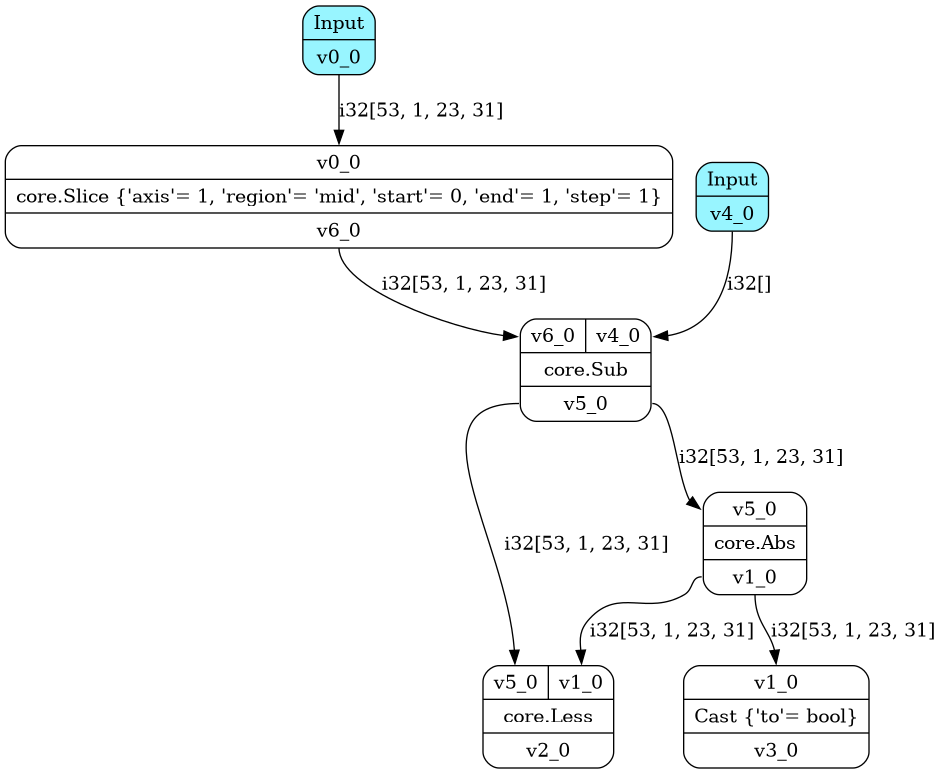 Input
v0_0
i32[53, 1, 23, 31]
v0_0
core.Slice {'axis'= 1, 'region'= 'mid', 'start'= 0, 'end'= 1, 'step'= 1}
v6_0
Input
v4_0
i32[53, 1, 23, 31]
i32[]
v6_0 v4_0
core.Sub
v5_0
i32[53, 1, 23, 31]
v5_0
core.Abs
v1_0
i32[53, 1, 23, 31]
i32[53, 1, 23, 31]
i32[53, 1, 23, 31]
v5_0 v1_0
core.Less
v2_0
v1_0
Cast {'to'= bool}
v3_0